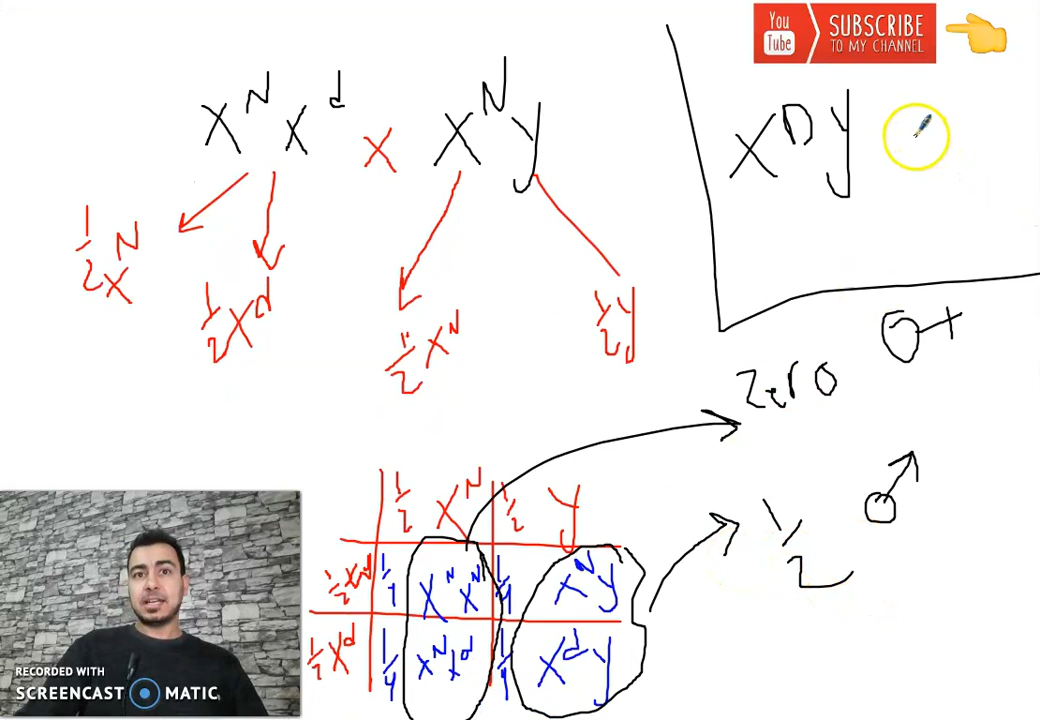 You Tube SUBSCRIBE TO MY CHANNEL
X^N X^d x X^N y
X^D y
1/2 X^N
1/2 X^d
1/2 X^N
1/2 y
zero
1/2
1/2 X^N 1/2 y
1/2 X^N 1/4 X^N X^N 1/4 X^N y
1/2 X^d 1/4 X^N X^d 1/4 X^d y
RECORDED WITH
SCREENCAST MATIC